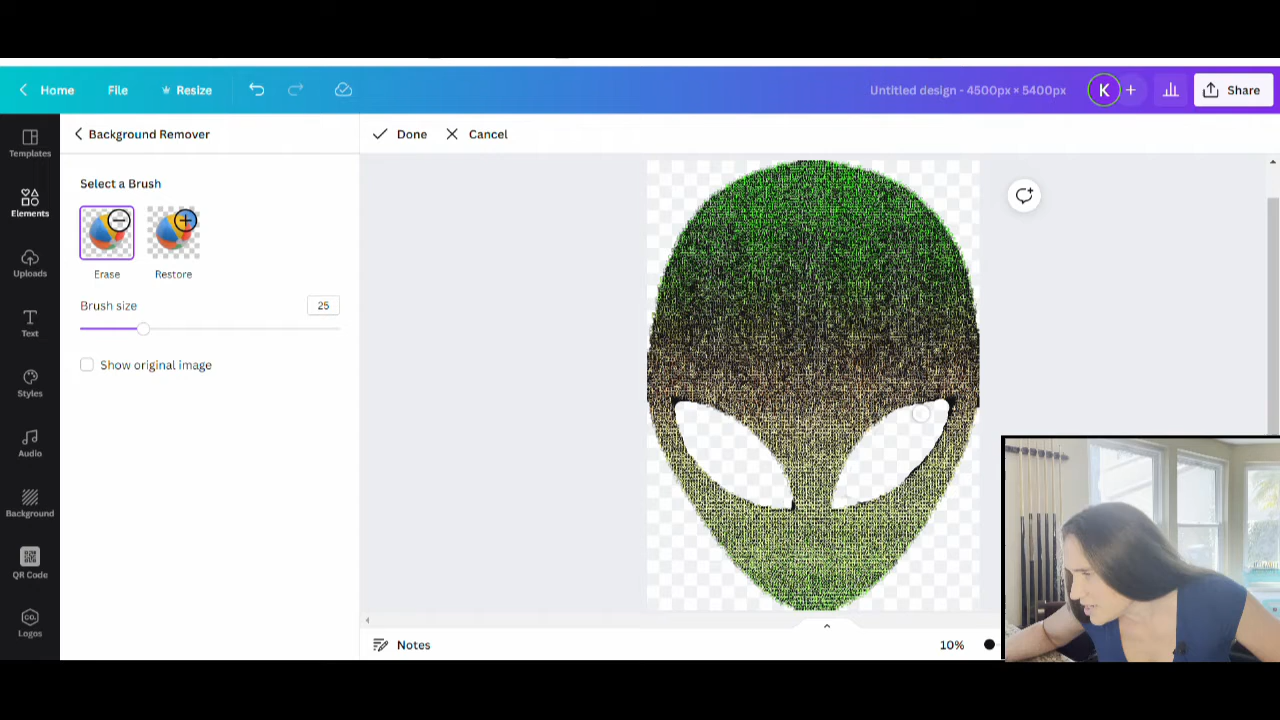 Home File Resize Untitled design - 4500px × 5400px K + Share
Templates
Elements
Uploads
Text
Styles
Audio
Background
QR Code
CO.
Logos
Background Remover
Select a Brush
Erase Restore
Brush size 25
Show original image
Done Cancel
Notes 10%